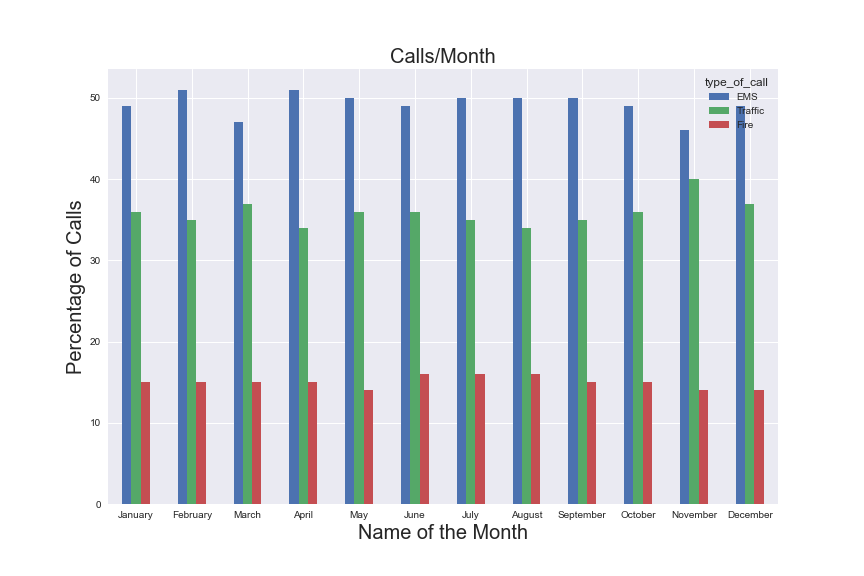 Calls/Month
type_of_call
EMS
Traffic
Fire
Percentage of Calls
50
40
30
20
10
0
January February March April May June July August September October November December
Name of the Month